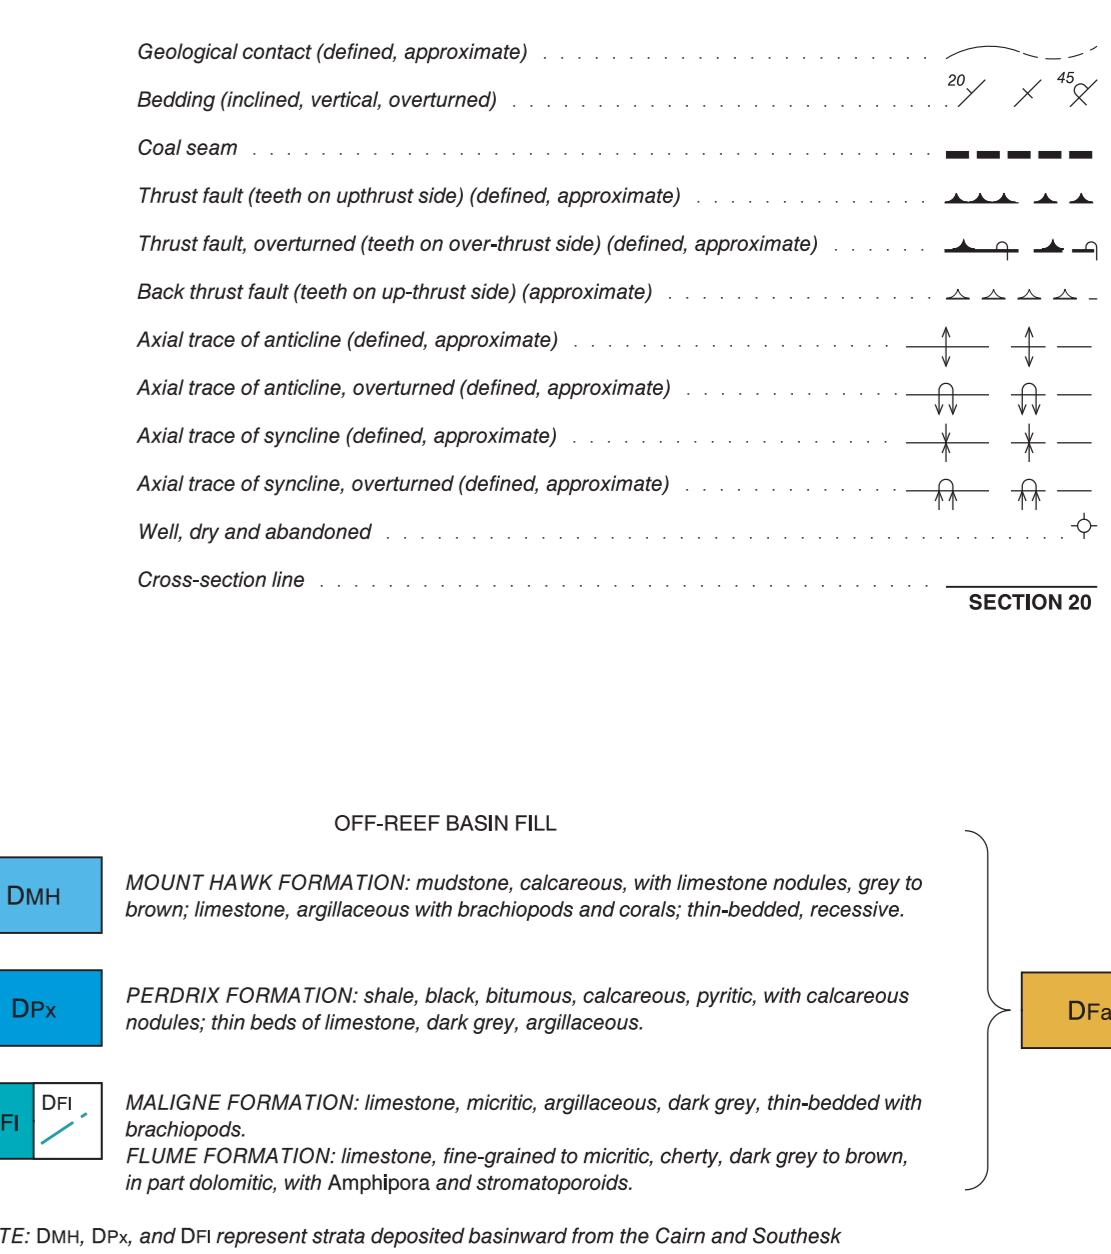 Geological contact (defined, approximate)
20 45
Bedding (inclined, vertical, overturned)
Coal seam
Thrust fault (teeth on upthrust side) (defined, approximate)
Thrust fault, overturned (teeth on over-thrust side) (defined, approximate)
Back thrust fault (teeth on up-thrust side) (approximate)
Axial trace of anticline (defined, approximate)
Axial trace of anticline, overturned (defined, approximate)
Axial trace of syncline (defined, approximate)
Axial trace of syncline, overturned (defined, approximate)
Well, dry and abandoned
Cross-section line
SECTION 20
OFF-REEF BASIN FILL
DMH
MOUNT HAWK FORMATION: mudstone, calcareous, with limestone nodules, grey to
brown; limestone, argillaceous with brachiopods and corals; thin-bedded, recessive.
DPx
PERDRIX FORMATION: shale, black, bitumous, calcareous, pyritic, with calcareous
nodules; thin beds of limestone, dark grey, argillaceous.
DFa
FI
DFI
MALIGNE FORMATION: limestone, micritic, argillaceous, dark grey, thin-bedded with
brachiopods.
FLUME FORMATION: limestone, fine-grained to micritic, cherty, dark grey to brown,
in part dolomitic, with Amphipora and stromatoporoids.
TE: DMH, DPx, and DFI represent strata deposited basinward from the Cairn and Southesk